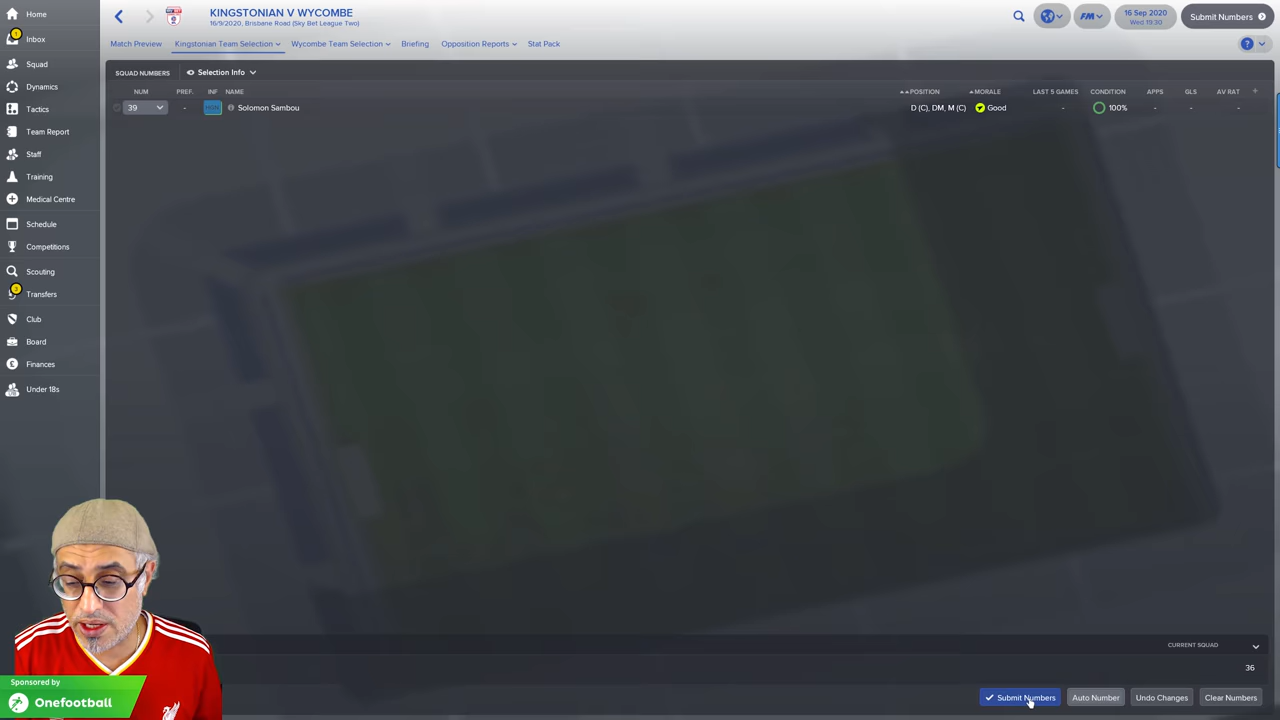 Home
Inbox
1
Squad
Dynamics
Tactics
Team Report
Staff
Training
Medical Centre
Schedule
Competitions
Scouting
3
Transfers
Club
Board
Finances
Under 18s
KINGSTONIAN V WYCOMBE
16/9/2020, Brisbane Road (Sky Bet League Two)
FM
16 Sep 2020
Wed 19:30
Submit Numbers
Match Preview
Kingstonian Team Selection
Wycombe Team Selection
Briefing
Opposition Reports
Stat Pack
?
SQUAD NUMBERS
Selection Info
NUM PREF. INF NAME POSITION MORALE LAST 5 GAMES CONDITION APPS GLS AV RAT +
39 - Solomon Sambou D (C), DM, M (C) Good - 100% - - -
CURRENT SQUAD
36
Submit Numbers
Auto Number
Undo Changes
Clear Numbers
Sponsored by
Onefootball